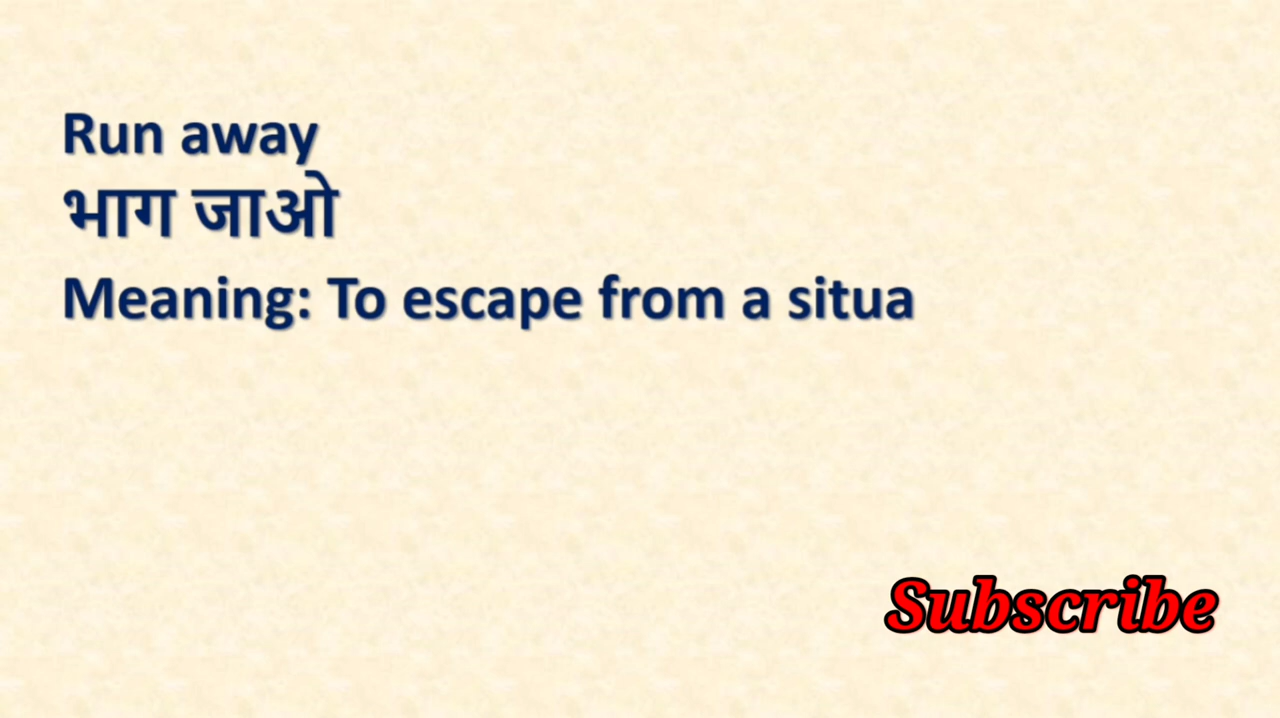 Run away
भाग जाओ
Meaning: To escape from a situa
Subscribe